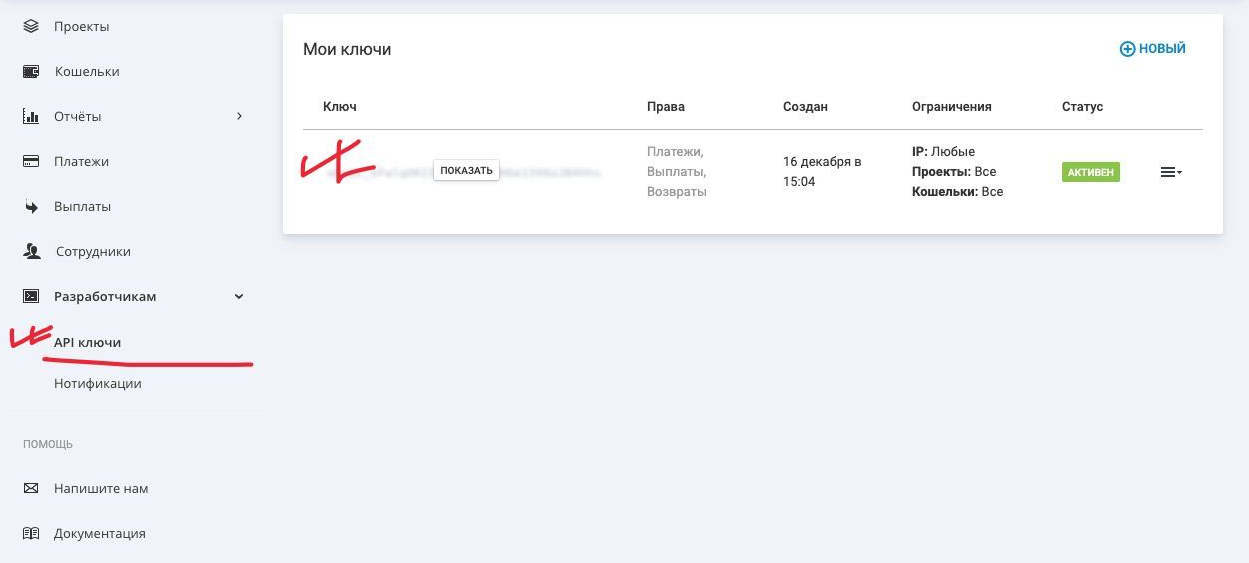 Проекты
Кошельки
Отчёты
Платежи
Выплаты
Сотрудники
Разработчикам
API ключи
Нотификации
ПОМОЩЬ
Напишите нам
Документация
Мои ключи
НОВЫЙ
Ключ Права Создан Ограничения Статус
ПОКАЗАТЬ
Платежи,
Выплаты,
Возвраты
16 декабря в
15:04
IP: Любые
Проекты: Все
Кошельки: Все
АКТИВЕН